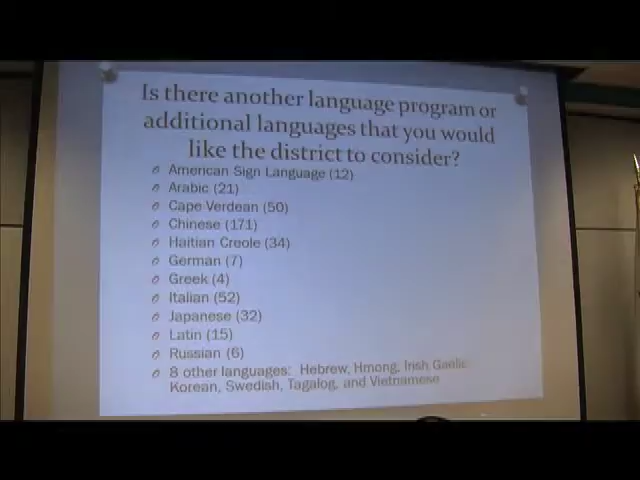 Is there another language program or
additional languages that you would
like the district to consider?
American Sign Language (12)
Arabic (21)
Cape Verdean (50)
Chinese (171)
Haitian Creole (34)
German (7)
Greek (4)
Italian (52)
Japanese (32)
Latin (15)
Russian (6)
8 other languages: Hebrew, Hmong, Irish Gaelic
Korean, Swedish, Tagalog, and Vietnamese